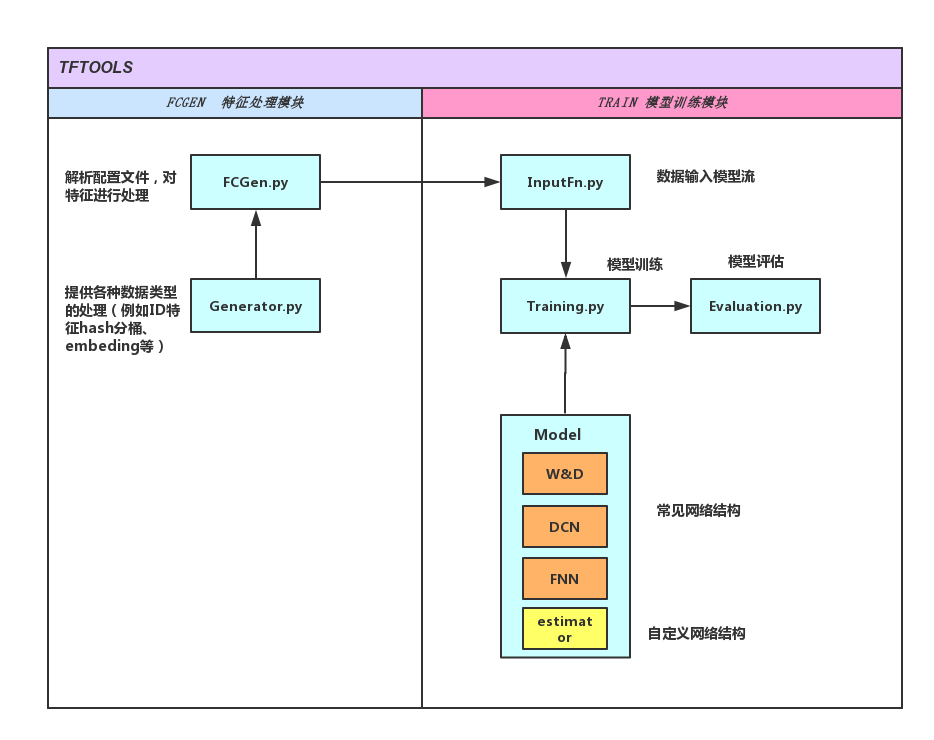 TFTOOLS
FCGEN 特征处理模块
TRAIN 模型训练模块
解析配置文件，对
特征进行处理
FCGen.py
InputFn.py
数据输入模型流
提供各种数据类型
的处理（例如ID特
征hash分桶、
embeding等）
Generator.py
模型训练
Training.py
模型评估
Evaluation.py
Model
W&D
DCN
FNN
estimat
or
常见网络结构
自定义网络结构